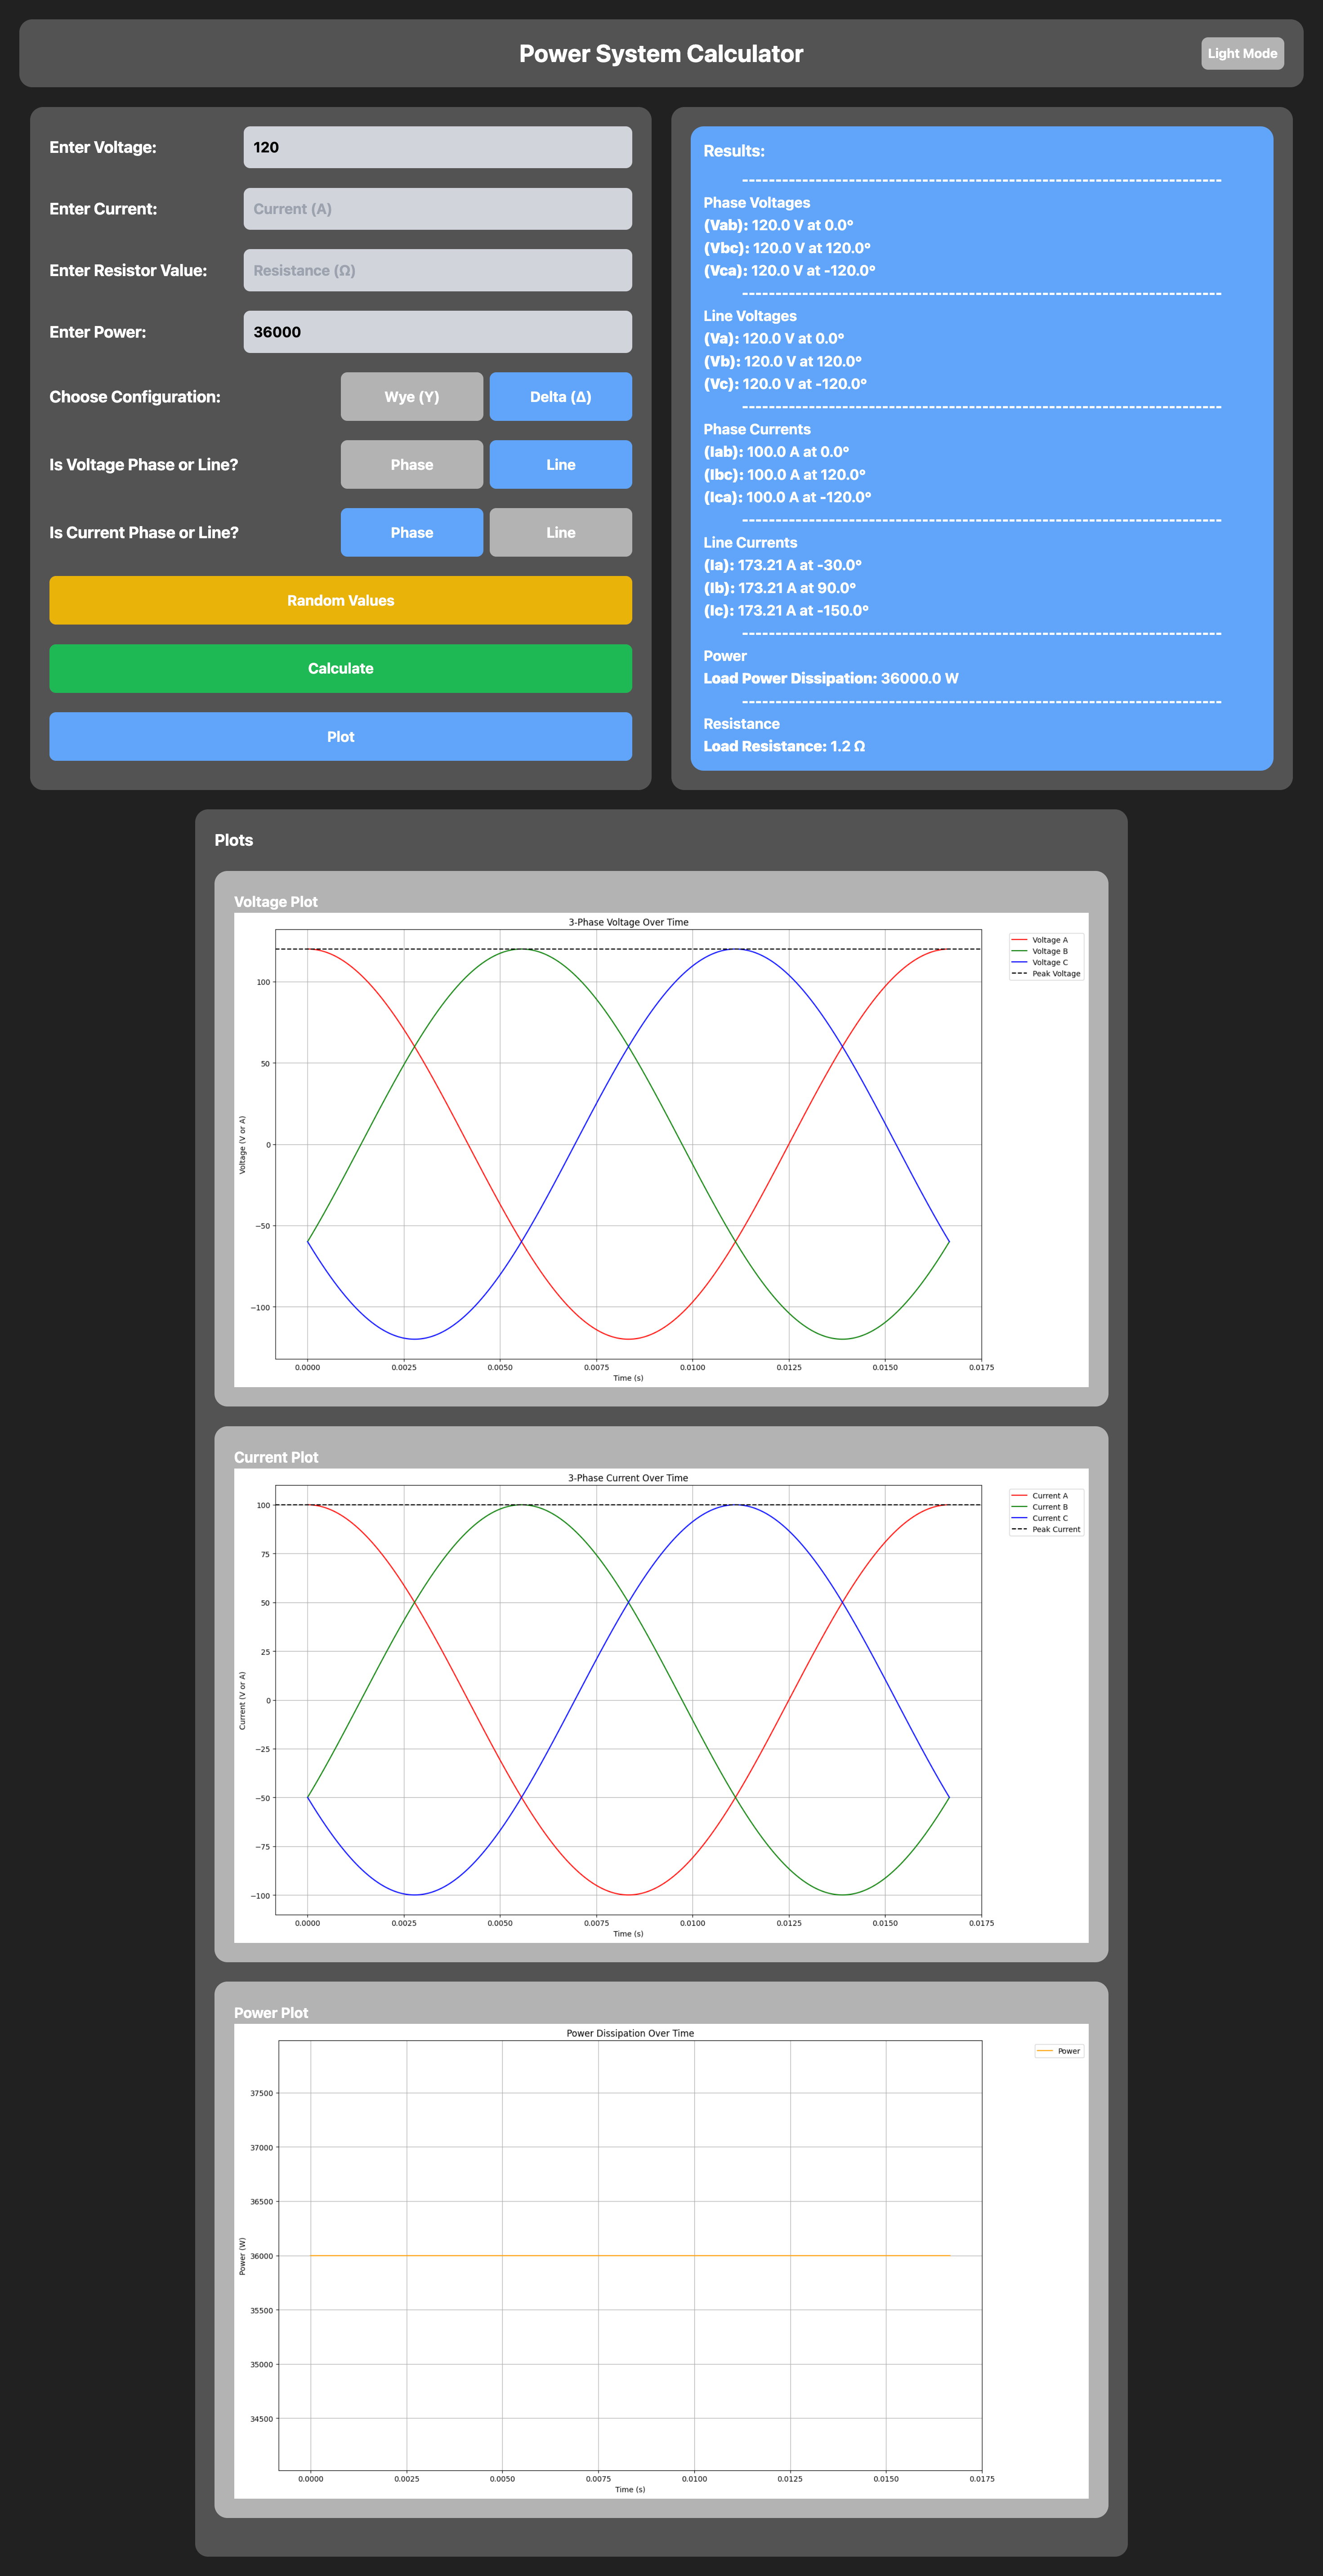 Power System Calculator
Light Mode
Enter Voltage:
120
Enter Current:
Current (A)
Enter Resistor Value:
Resistance (Ω)
Enter Power:
36000
Choose Configuration:
Wye (Y)
Delta (Δ)
Is Voltage Phase or Line?
Phase
Line
Is Current Phase or Line?
Phase
Line
Random Values
Calculate
Plot
Results:
Phase Voltages
(Vab): 120.0 V at 0.0°
(Vbc): 120.0 V at 120.0°
(Vca): 120.0 V at -120.0°
Line Voltages
(Va): 120.0 V at 0.0°
(Vb): 120.0 V at 120.0°
(Vc): 120.0 V at -120.0°
Phase Currents
(Iab): 100.0 A at 0.0°
(Ibc): 100.0 A at 120.0°
(Ica): 100.0 A at -120.0°
Line Currents
(Ia): 173.21 A at -30.0°
(Ib): 173.21 A at 90.0°
(Ic): 173.21 A at -150.0°
Power
Load Power Dissipation: 36000.0 W
Resistance
Load Resistance: 1.2 Ω
Plots
Voltage Plot
3-Phase Voltage Over Time
Voltage A
Voltage B
Voltage C
Peak Voltage
100
50
0
−50
−100
Voltage (V or A)
0.0000 0.0025 0.0050 0.0075 0.0100 0.0125 0.0150 0.0175
Time (s)
Current Plot
3-Phase Current Over Time
Current A
Current B
Current C
Peak Current
100
75
50
25
0
−25
−50
−75
−100
Current (V or A)
0.0000 0.0025 0.0050 0.0075 0.0100 0.0125 0.0150 0.0175
Time (s)
Power Plot
Power Dissipation Over Time
Power
37500
37000
36500
36000
35500
35000
34500
Power (W)
0.0000 0.0025 0.0050 0.0075 0.0100 0.0125 0.0150 0.0175
Time (s)